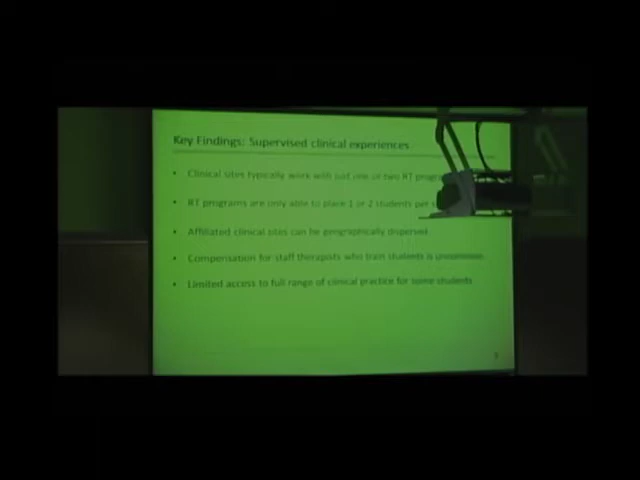 Key Findings: Supervised clinical experiences
• Clinical sites typically work with just one or two RT
• RT programs are only able to place 1 or 2 students per
• Affiliated clinical sites can be geographically dispersed
• Compensation for staff therapists who train students is uncommon
• Limited access to full range of clinical practice for some students